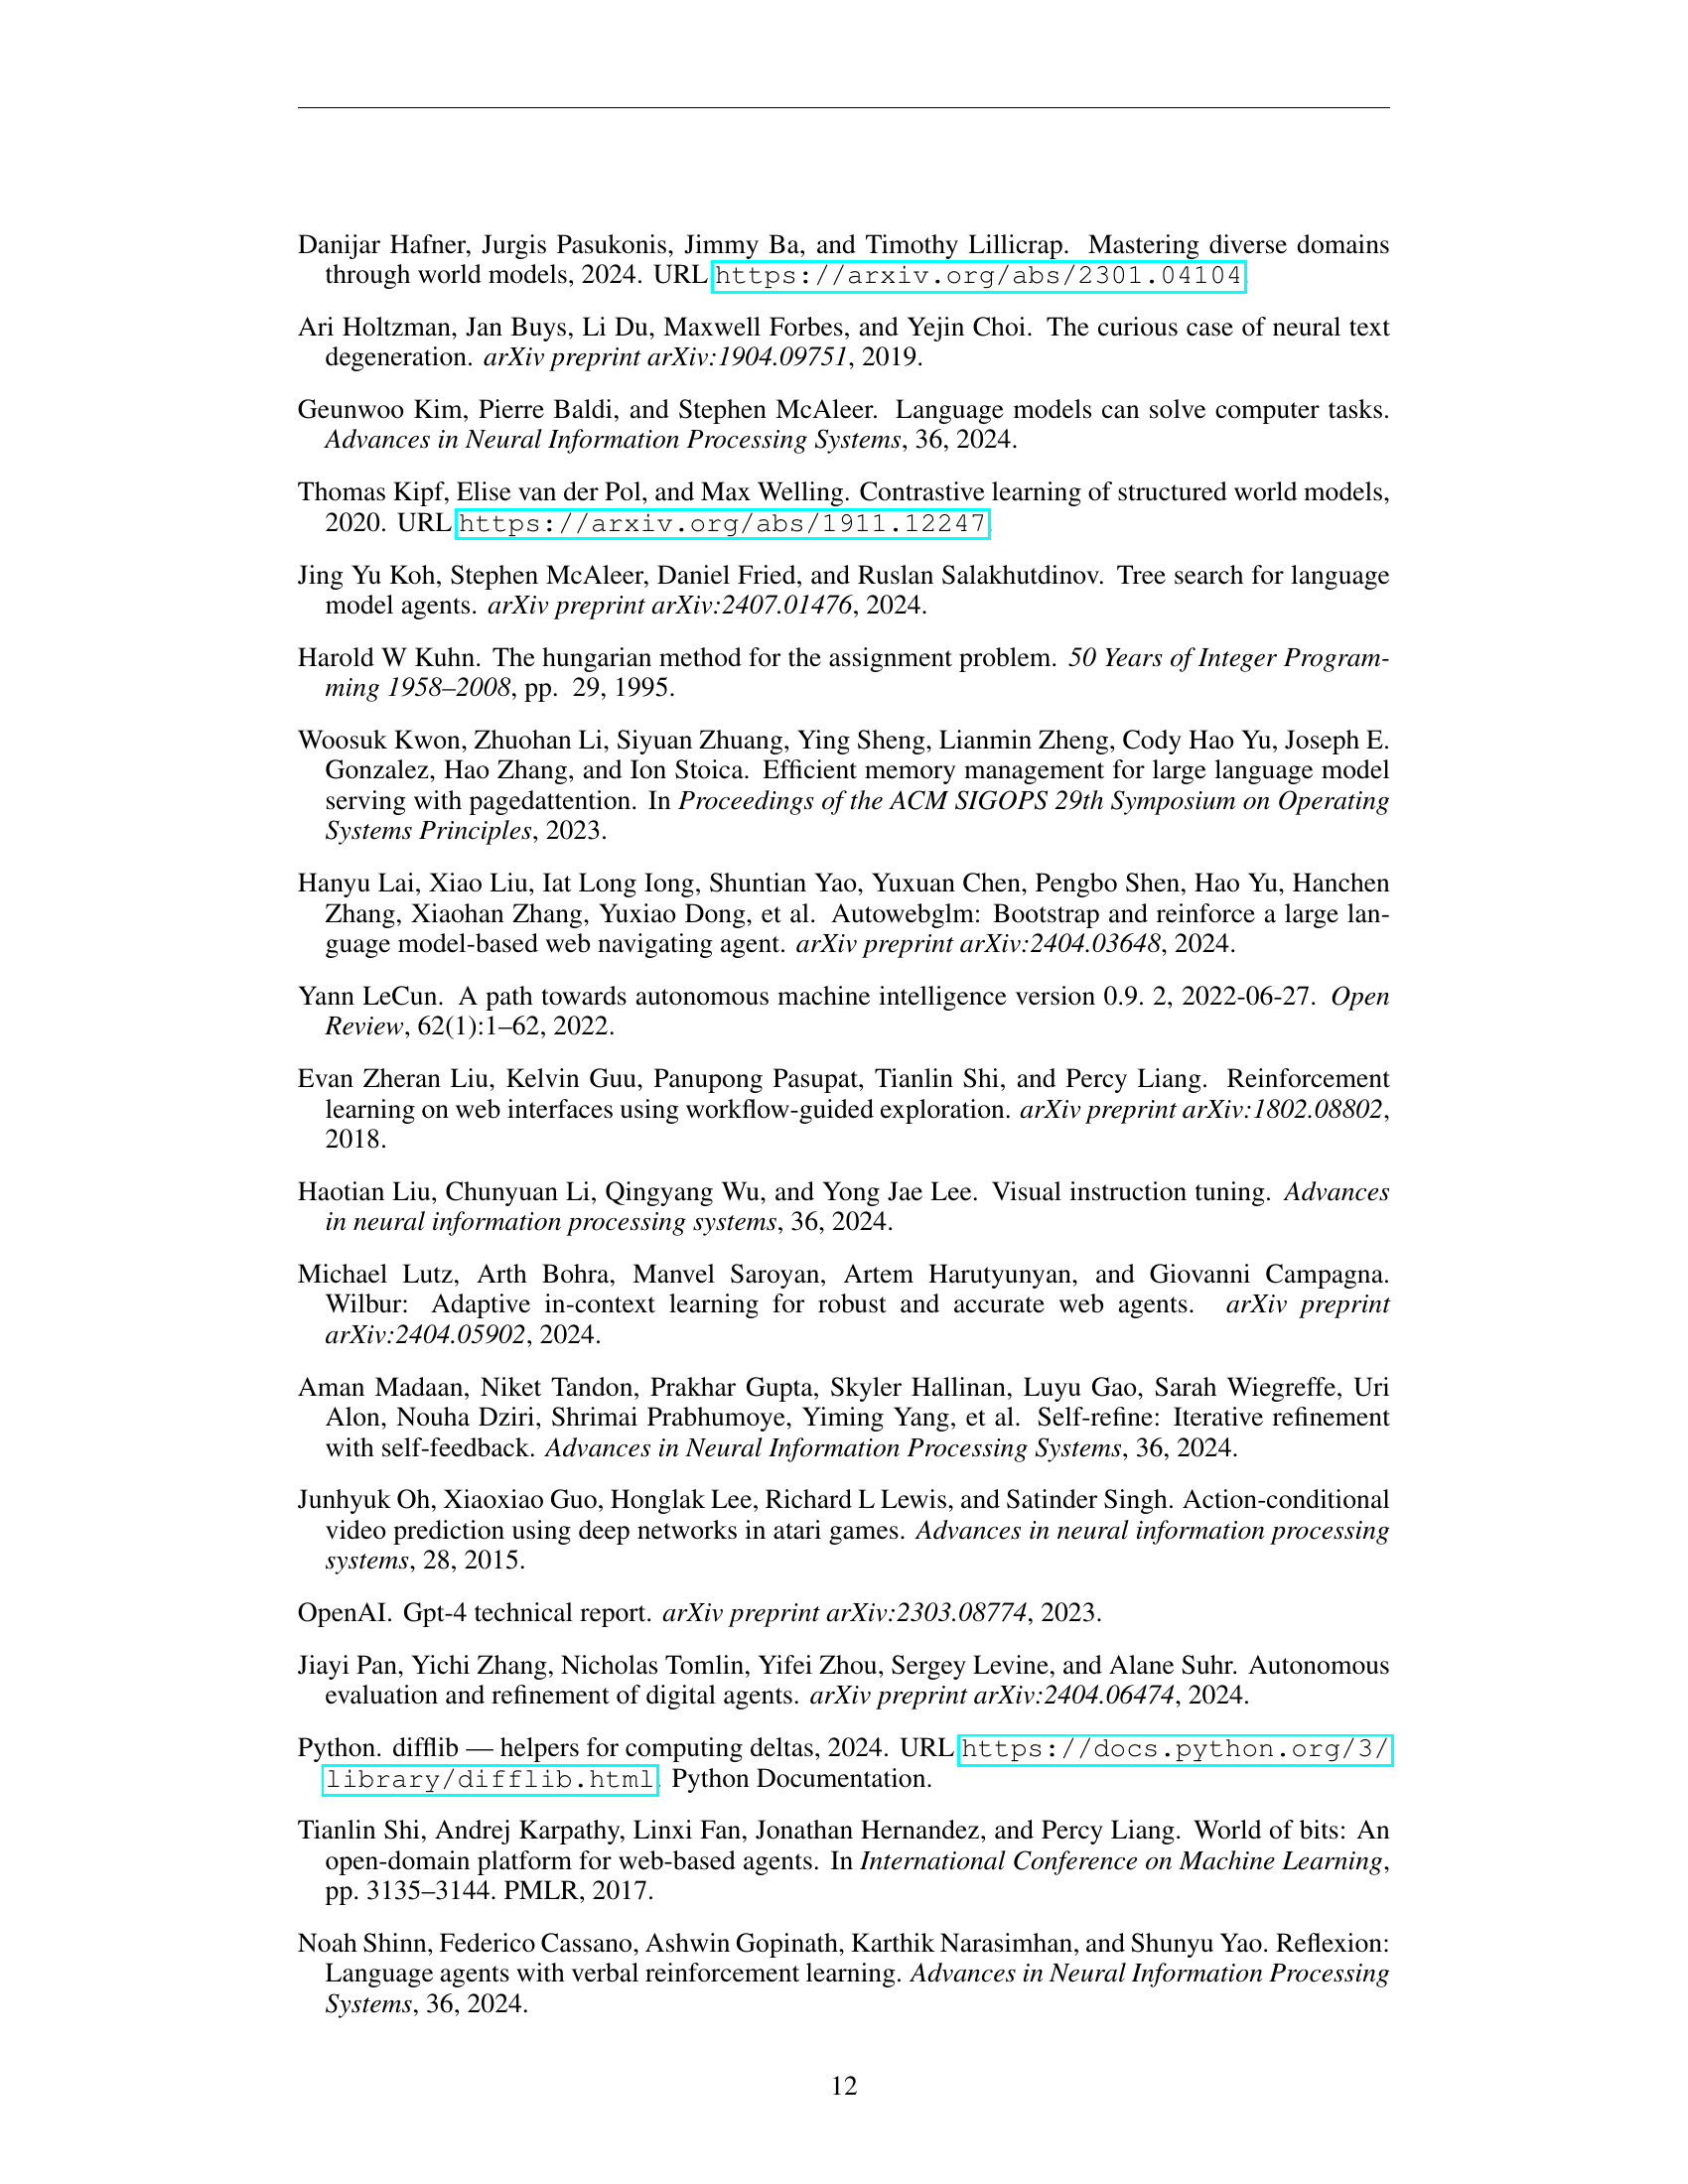 Danijar Hafner, Jurgis Pasukonis, Jimmy Ba, and Timothy Lillicrap. Mastering diverse domains
through world models, 2024. URL https://arxiv.org/abs/2301.04104.
Ari Holtzman, Jan Buys, Li Du, Maxwell Forbes, and Yejin Choi. The curious case of neural text
degeneration. arXiv preprint arXiv:1904.09751, 2019.
Geunwoo Kim, Pierre Baldi, and Stephen McAleer. Language models can solve computer tasks.
Advances in Neural Information Processing Systems, 36, 2024.
Thomas Kipf, Elise van der Pol, and Max Welling. Contrastive learning of structured world models,
2020. URL https://arxiv.org/abs/1911.12247.
Jing Yu Koh, Stephen McAleer, Daniel Fried, and Ruslan Salakhutdinov. Tree search for language
model agents. arXiv preprint arXiv:2407.01476, 2024.
Harold W Kuhn. The hungarian method for the assignment problem. 50 Years of Integer Program-
ming 1958–2008, pp. 29, 1995.
Woosuk Kwon, Zhuohan Li, Siyuan Zhuang, Ying Sheng, Lianmin Zheng, Cody Hao Yu, Joseph E.
Gonzalez, Hao Zhang, and Ion Stoica. Efficient memory management for large language model
serving with pagedattention. In Proceedings of the ACM SIGOPS 29th Symposium on Operating
Systems Principles, 2023.
Hanyu Lai, Xiao Liu, Iat Long Iong, Shuntian Yao, Yuxuan Chen, Pengbo Shen, Hao Yu, Hanchen
Zhang, Xiaohan Zhang, Yuxiao Dong, et al. Autowebglm: Bootstrap and reinforce a large lan-
guage model-based web navigating agent. arXiv preprint arXiv:2404.03648, 2024.
Yann LeCun. A path towards autonomous machine intelligence version 0.9. 2, 2022-06-27. Open
Review, 62(1):1–62, 2022.
Evan Zheran Liu, Kelvin Guu, Panupong Pasupat, Tianlin Shi, and Percy Liang. Reinforcement
learning on web interfaces using workflow-guided exploration. arXiv preprint arXiv:1802.08802,
2018.
Haotian Liu, Chunyuan Li, Qingyang Wu, and Yong Jae Lee. Visual instruction tuning. Advances
in neural information processing systems, 36, 2024.
Michael Lutz, Arth Bohra, Manvel Saroyan, Artem Harutyunyan, and Giovanni Campagna.
Wilbur: Adaptive in-context learning for robust and accurate web agents. arXiv preprint
arXiv:2404.05902, 2024.
Aman Madaan, Niket Tandon, Prakhar Gupta, Skyler Hallinan, Luyu Gao, Sarah Wiegreffe, Uri
Alon, Nouha Dziri, Shrimai Prabhumoye, Yiming Yang, et al. Self-refine: Iterative refinement
with self-feedback. Advances in Neural Information Processing Systems, 36, 2024.
Junhyuk Oh, Xiaoxiao Guo, Honglak Lee, Richard L Lewis, and Satinder Singh. Action-conditional
video prediction using deep networks in atari games. Advances in neural information processing
systems, 28, 2015.
OpenAI. Gpt-4 technical report. arXiv preprint arXiv:2303.08774, 2023.
Jiayi Pan, Yichi Zhang, Nicholas Tomlin, Yifei Zhou, Sergey Levine, and Alane Suhr. Autonomous
evaluation and refinement of digital agents. arXiv preprint arXiv:2404.06474, 2024.
Python. difflib — helpers for computing deltas, 2024. URL https://docs.python.org/3/
library/difflib.html. Python Documentation.
Tianlin Shi, Andrej Karpathy, Linxi Fan, Jonathan Hernandez, and Percy Liang. World of bits: An
open-domain platform for web-based agents. In International Conference on Machine Learning,
pp. 3135–3144. PMLR, 2017.
Noah Shinn, Federico Cassano, Ashwin Gopinath, Karthik Narasimhan, and Shunyu Yao. Reflexion:
Language agents with verbal reinforcement learning. Advances in Neural Information Processing
Systems, 36, 2024.
12